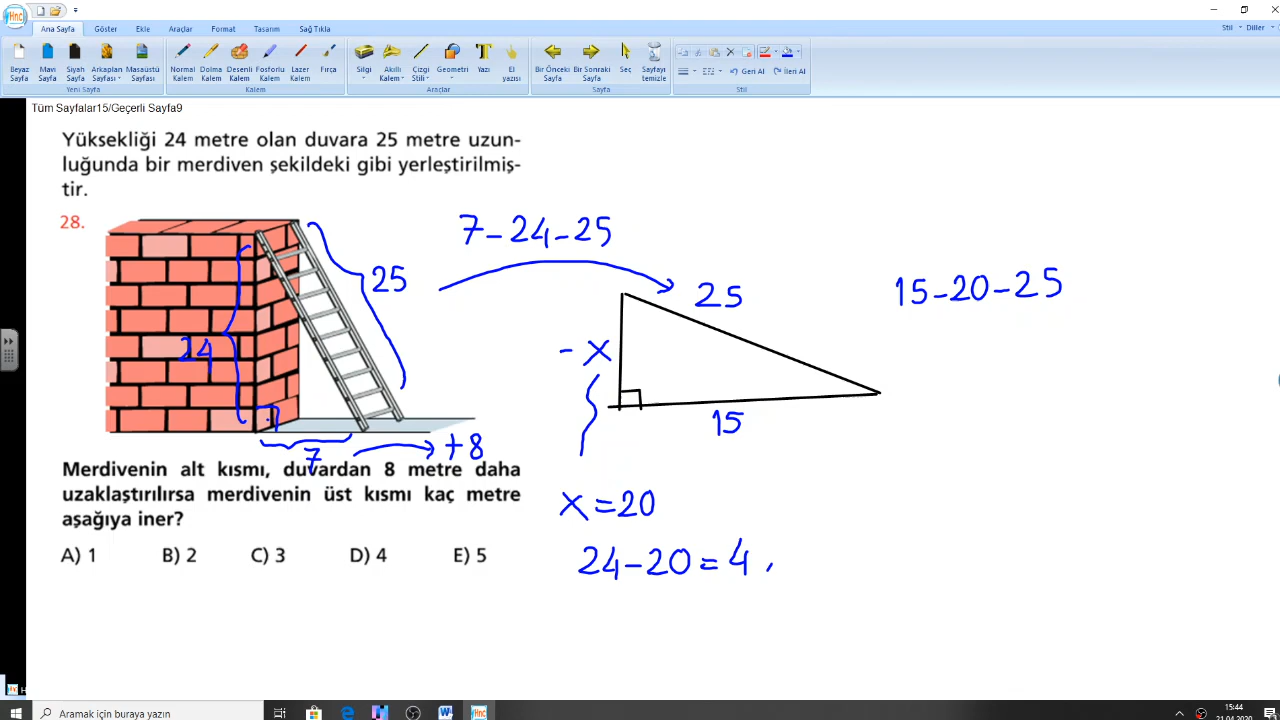 Ana Sayfa Göster Ekle Araçlar Format Tasarım Sağ Tıkla
Stil Diller
Beyaz Sayfa Mavi Sayfa Siyah Sayfa Arkaplan Sayfası Masaüstü Sayfası
Normal Kalem Dolma Kalem Desenli Kalem Fosforlu Kalem Lazer Kalem Fırça
Silgi Akıllı Kalem Çizgi Stili Geometri Yazı El yazısı
Bir Önceki Sayfa Bir Sonraki Sayfa Seç Sayfayı temizle
Geri Al İleri Al
Yeni Sayfa Kalem Araçlar Sayfa Stil
Tüm Sayfalar15/Geçerli Sayfa9
Yüksekliği 24 metre olan duvara 25 metre uzun-
luğunda bir merdiven şekildeki gibi yerleştirilmiş-
tir.
28.
7-24-25
25
24
7
+8
25
- x
15
15-20-25
Merdivenin alt kısmı, duvardan 8 metre daha
uzaklaştırılırsa merdivenin üst kısmı kaç metre
aşağıya iner?
A) 1 B) 2 C) 3 D) 4 E) 5
x=20
24-20=4
Aramak için buraya yazın
15:44
21.04.2020